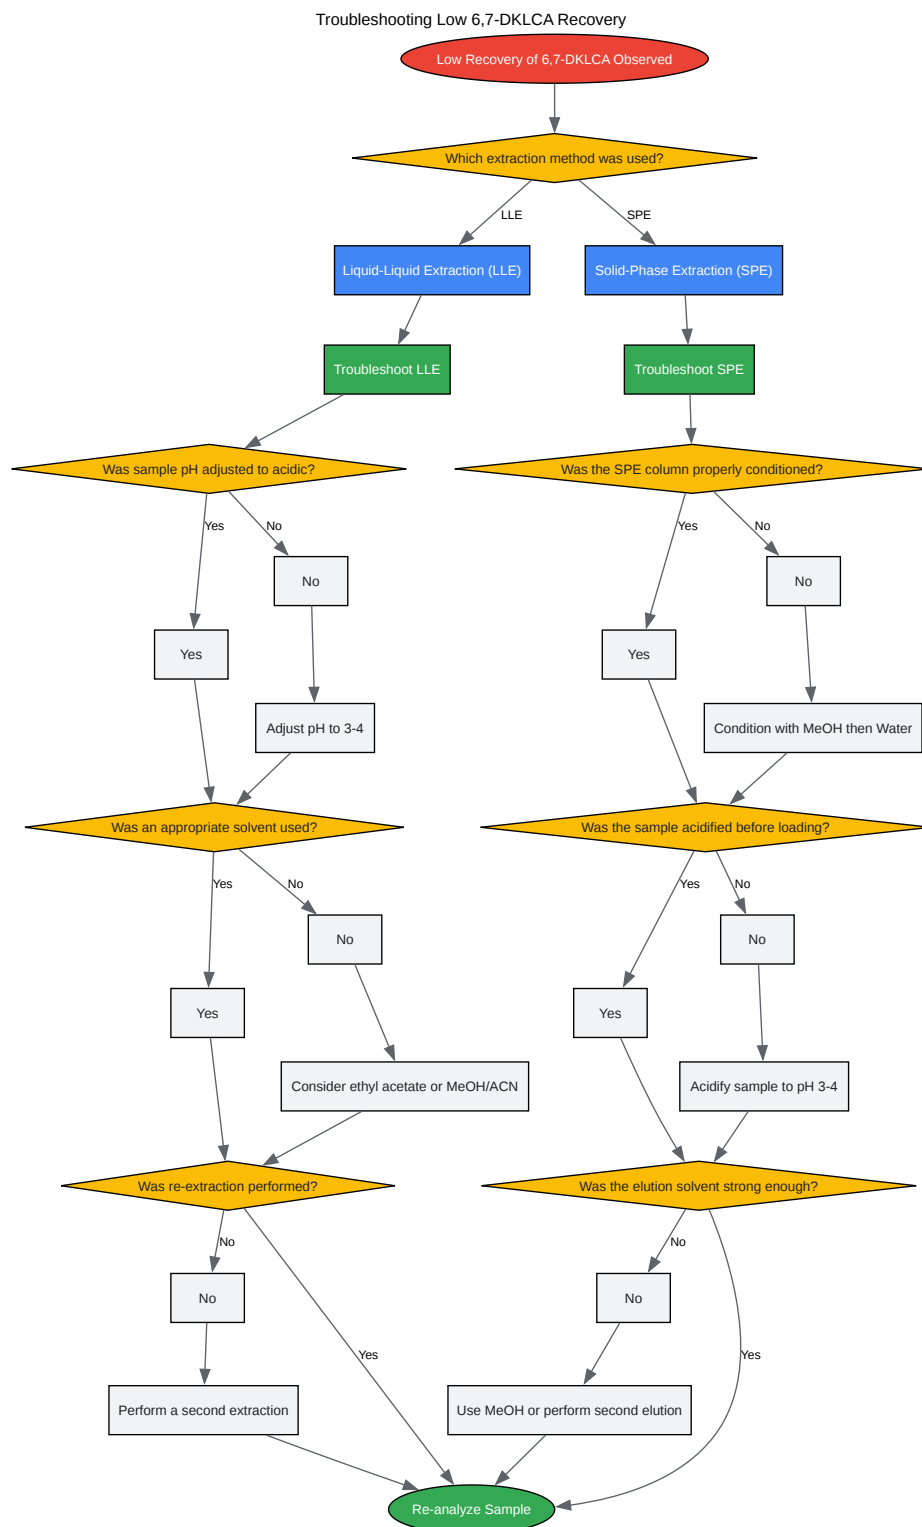 Troubleshooting Low 6,7-DKLCA Recovery
Low Recovery of 6,7-DKLCA Observed
Which extraction method was used?
LLE
SPE
Liquid-Liquid Extraction (LLE)
Solid-Phase Extraction (SPE)
Troubleshoot LLE
Troubleshoot SPE
Was sample pH adjusted to acidic?
Was the SPE column properly conditioned?
Yes
No
Yes
No
No
No
Yes
Yes
Adjust pH to 3-4
Condition with MeOH then Water
Was an appropriate solvent used?
Was the sample acidified before loading?
Yes
No
Yes
No
No
No
Yes
Yes
Consider ethyl acetate or MeOH/ACN
Acidify sample to pH 3-4
Was re-extraction performed?
Was the elution solvent strong enough?
No
No
No
No
Yes
Yes
Perform a second extraction
Use MeOH or perform second elution
Re-analyze Sample